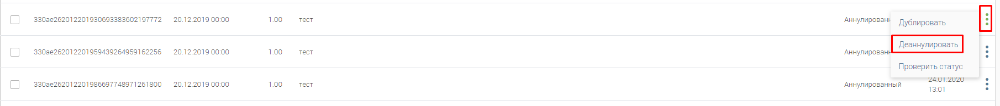 330ae2620122019306933836021977​72 20.12.2019 00:00 1.00 тест Аннулированн
Дублировать
Деаннулировать
330ae262012201959439264959162256 20.12.2019 00:00 1.00 тест Аннулированн
Проверить статус
330ae262012201986697748971261800 20.12.2019 00:00 1.00 тест Аннулированный 24.01.2020
13:01